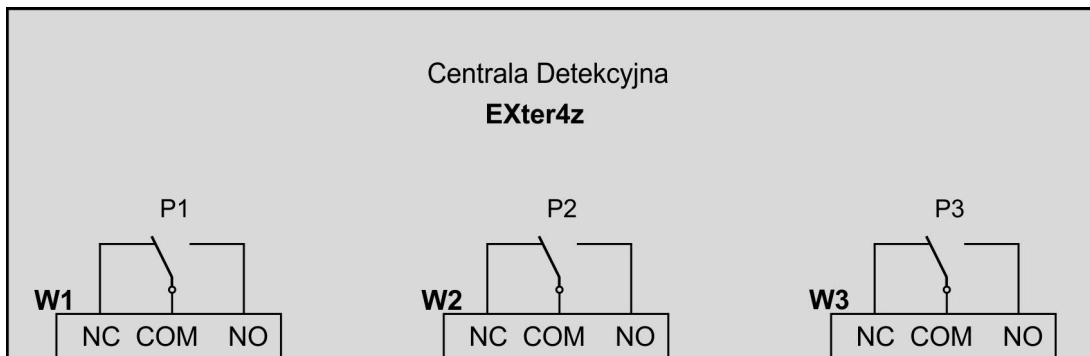 Centrala Detekcyjna
EXter4z
P1 P2 P3
W1 W2 W3
NC COM NO NC COM NO NC COM NO